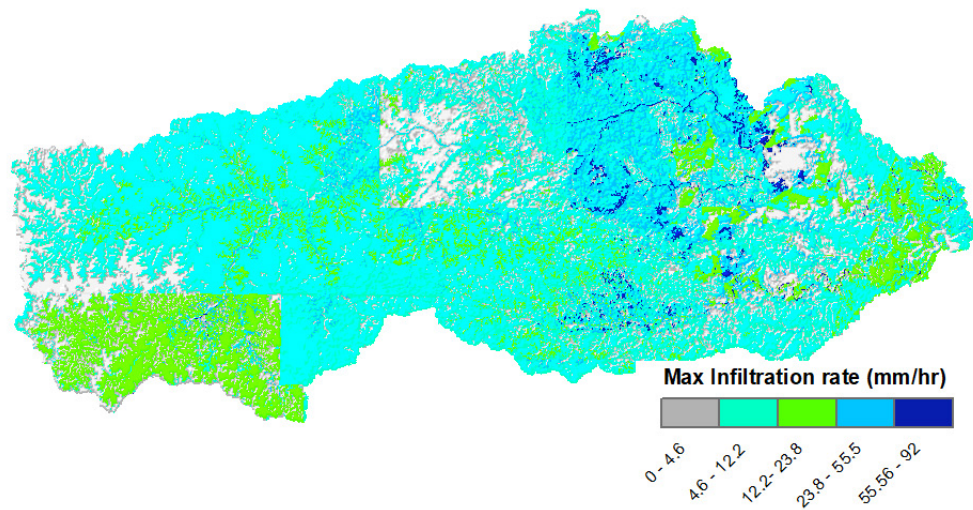 Max Infiltration rate (mm/hr)
0 - 4.6
4.6 - 12.2
12.2- 23.8
23.8 - 55.5
55.56 - 92